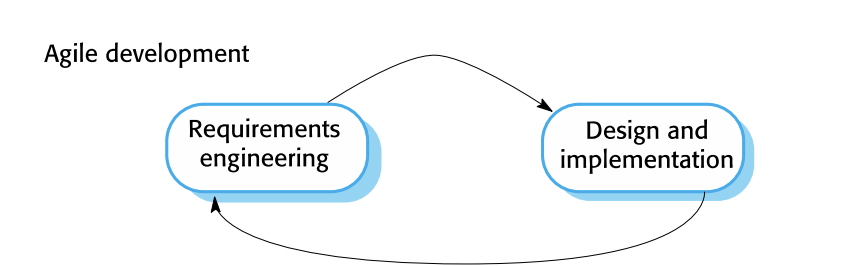 Agile development
Requirements
engineering
Design and
implementation